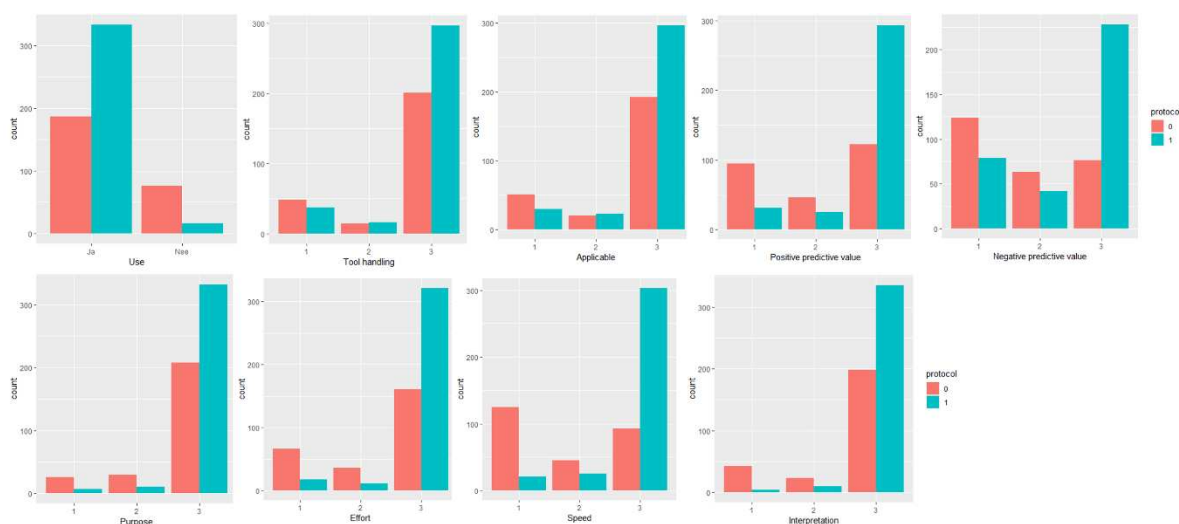 count
300
200
100
0
Ja
Nee
Use
count
300
200
100
0
1
2
3
Tool handling
count
300
200
100
0
1
2
3
Applicable
count
300
200
100
0
1
2
3
Positive predictive value
count
200
150
100
50
0
1
2
3
Negative predictive value
protocol
0
1
count
300
200
100
0
1
2
3
Purpose
count
300
200
100
0
1
2
3
Effort
count
300
200
100
0
1
2
3
Speed
count
300
200
100
0
1
2
3
Interpretation
protocol
0
1